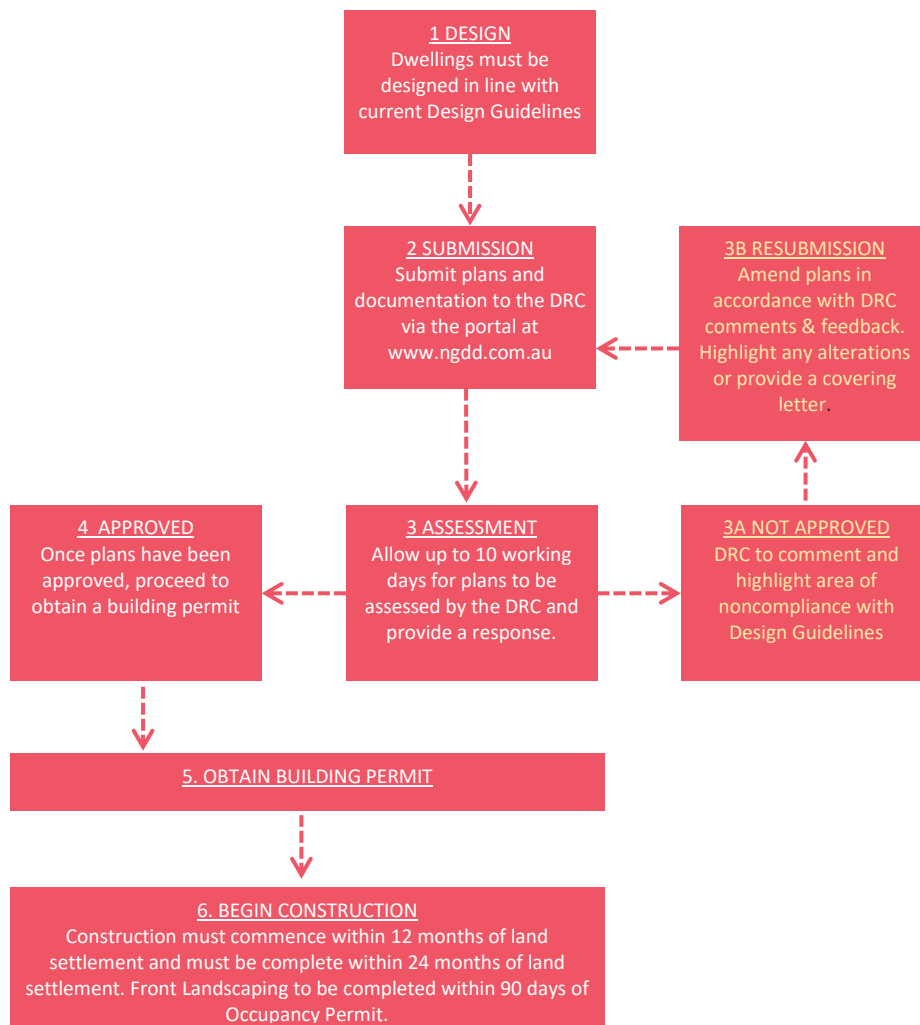 1 DESIGN
Dwellings must be
designed in line with
current Design Guidelines
2 SUBMISSION
Submit plans and
documentation to the DRC
via the portal at
www.ngdd.com.au
3B RESUBMISSION
Amend plans in
accordance with DRC
comments & feedback.
Highlight any alterations
or provide a covering
letter.
4 APPROVED
Once plans have been
approved, proceed to
obtain a building permit
3 ASSESSMENT
Allow up to 10 working
days for plans to be
assessed by the DRC and
provide a response.
3A NOT APPROVED
DRC to comment and
highlight area of
noncompliance with
Design Guidelines
5. OBTAIN BUILDING PERMIT
6. BEGIN CONSTRUCTION
Construction must commence within 12 months of land
settlement and must be complete within 24 months of land
settlement. Front Landscaping to be completed within 90 days of
Occupancy Permit.